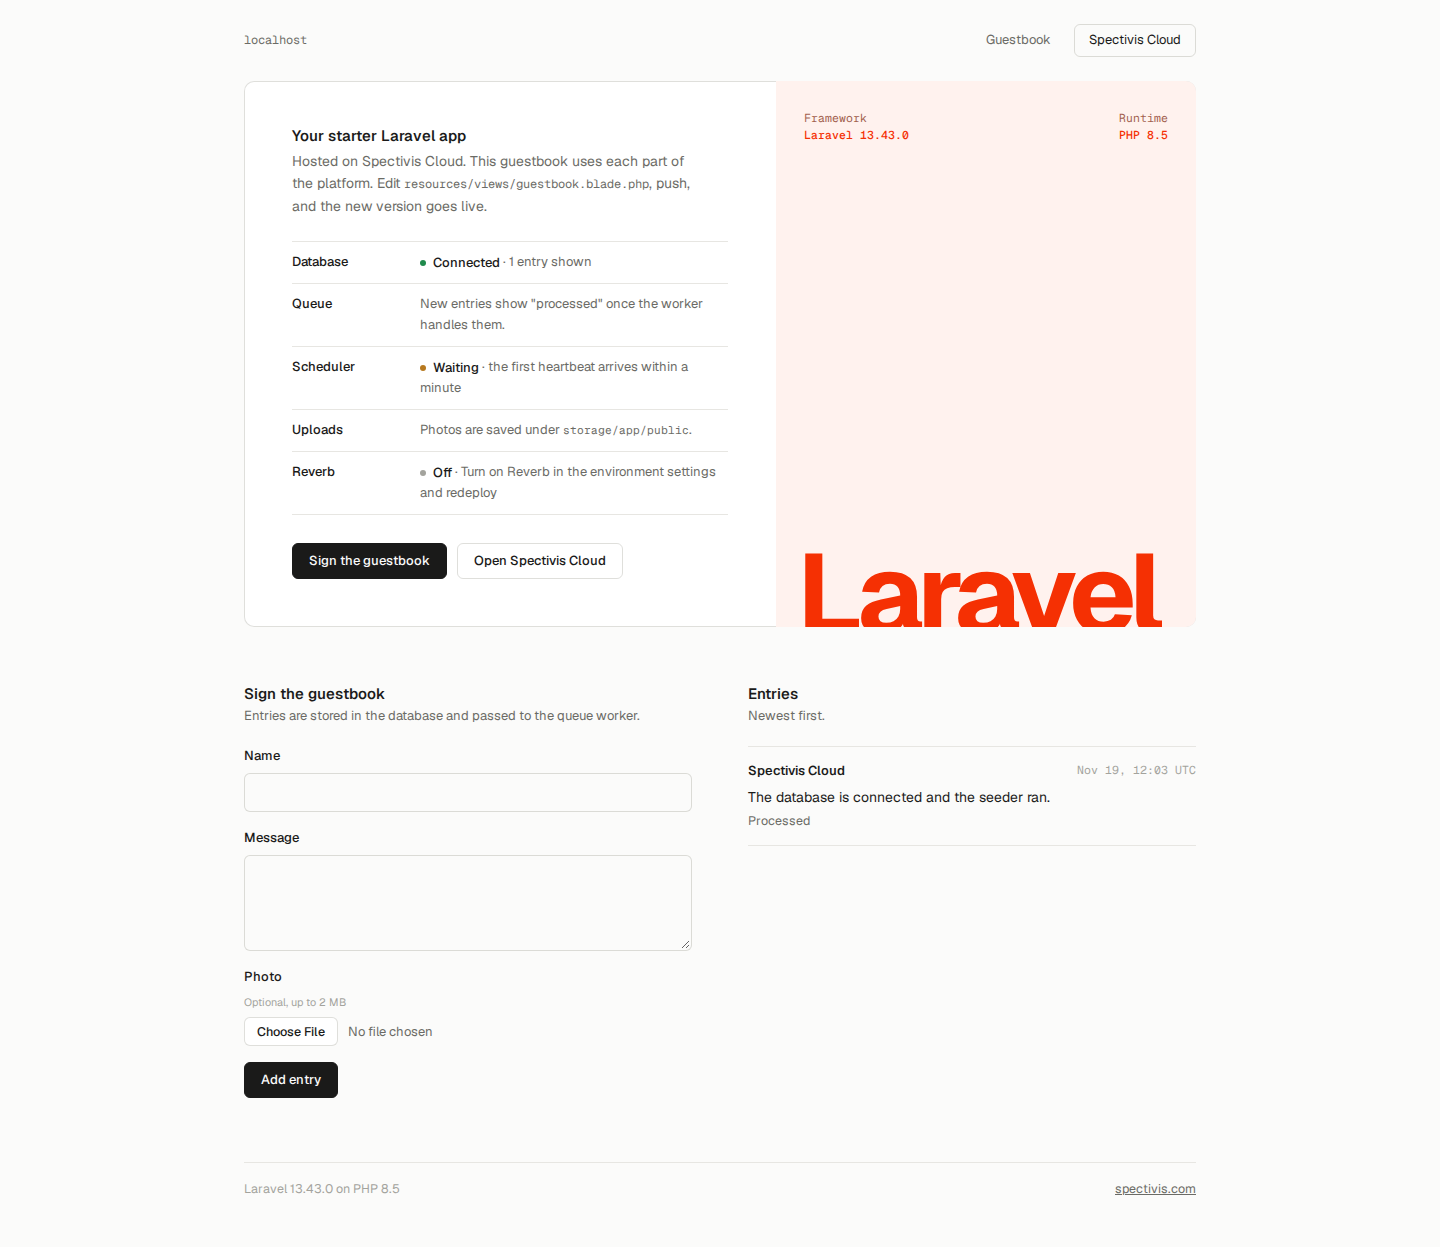 localhost
Guestbook
Spectivis Cloud
Your starter Laravel app
Hosted on Spectivis Cloud. This guestbook uses each part of
the platform. Edit resources/views/guestbook.blade.php, push,
and the new version goes live.
Database
Connected · 1 entry shown
Queue
New entries show "processed" once the worker
handles them.
Scheduler
Waiting · the first heartbeat arrives within a
minute
Uploads
Photos are saved under storage/app/public.
Reverb
Off · Turn on Reverb in the environment settings
and redeploy
Sign the guestbook
Open Spectivis Cloud
Framework
Laravel 13.43.0
Runtime
PHP 8.5
Laravel
Sign the guestbook
Entries are stored in the database and passed to the queue worker.
Name
Message
Photo
Optional, up to 2 MB
Choose File
No file chosen
Add entry
Entries
Newest first.
Spectivis Cloud
Nov 19, 12:03 UTC
The database is connected and the seeder ran.
Processed
Laravel 13.43.0 on PHP 8.5
spectivis.com